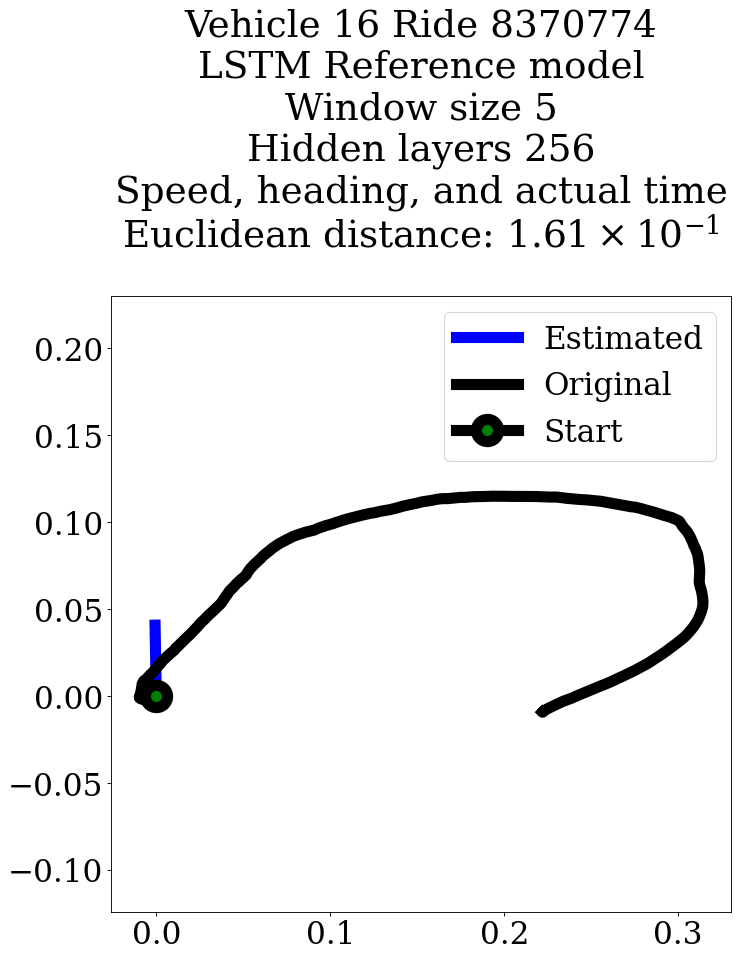 Vehicle 16 Ride 8370774
LSTM Reference model
Window size 5
Hidden layers 256
Speed, heading, and actual time
Euclidean distance: 1.61 × 10⁻¹
Estimated
Original
Start
0.20
0.15
0.10
0.05
0.00
−0.05
−0.10
0.0 0.1 0.2 0.3